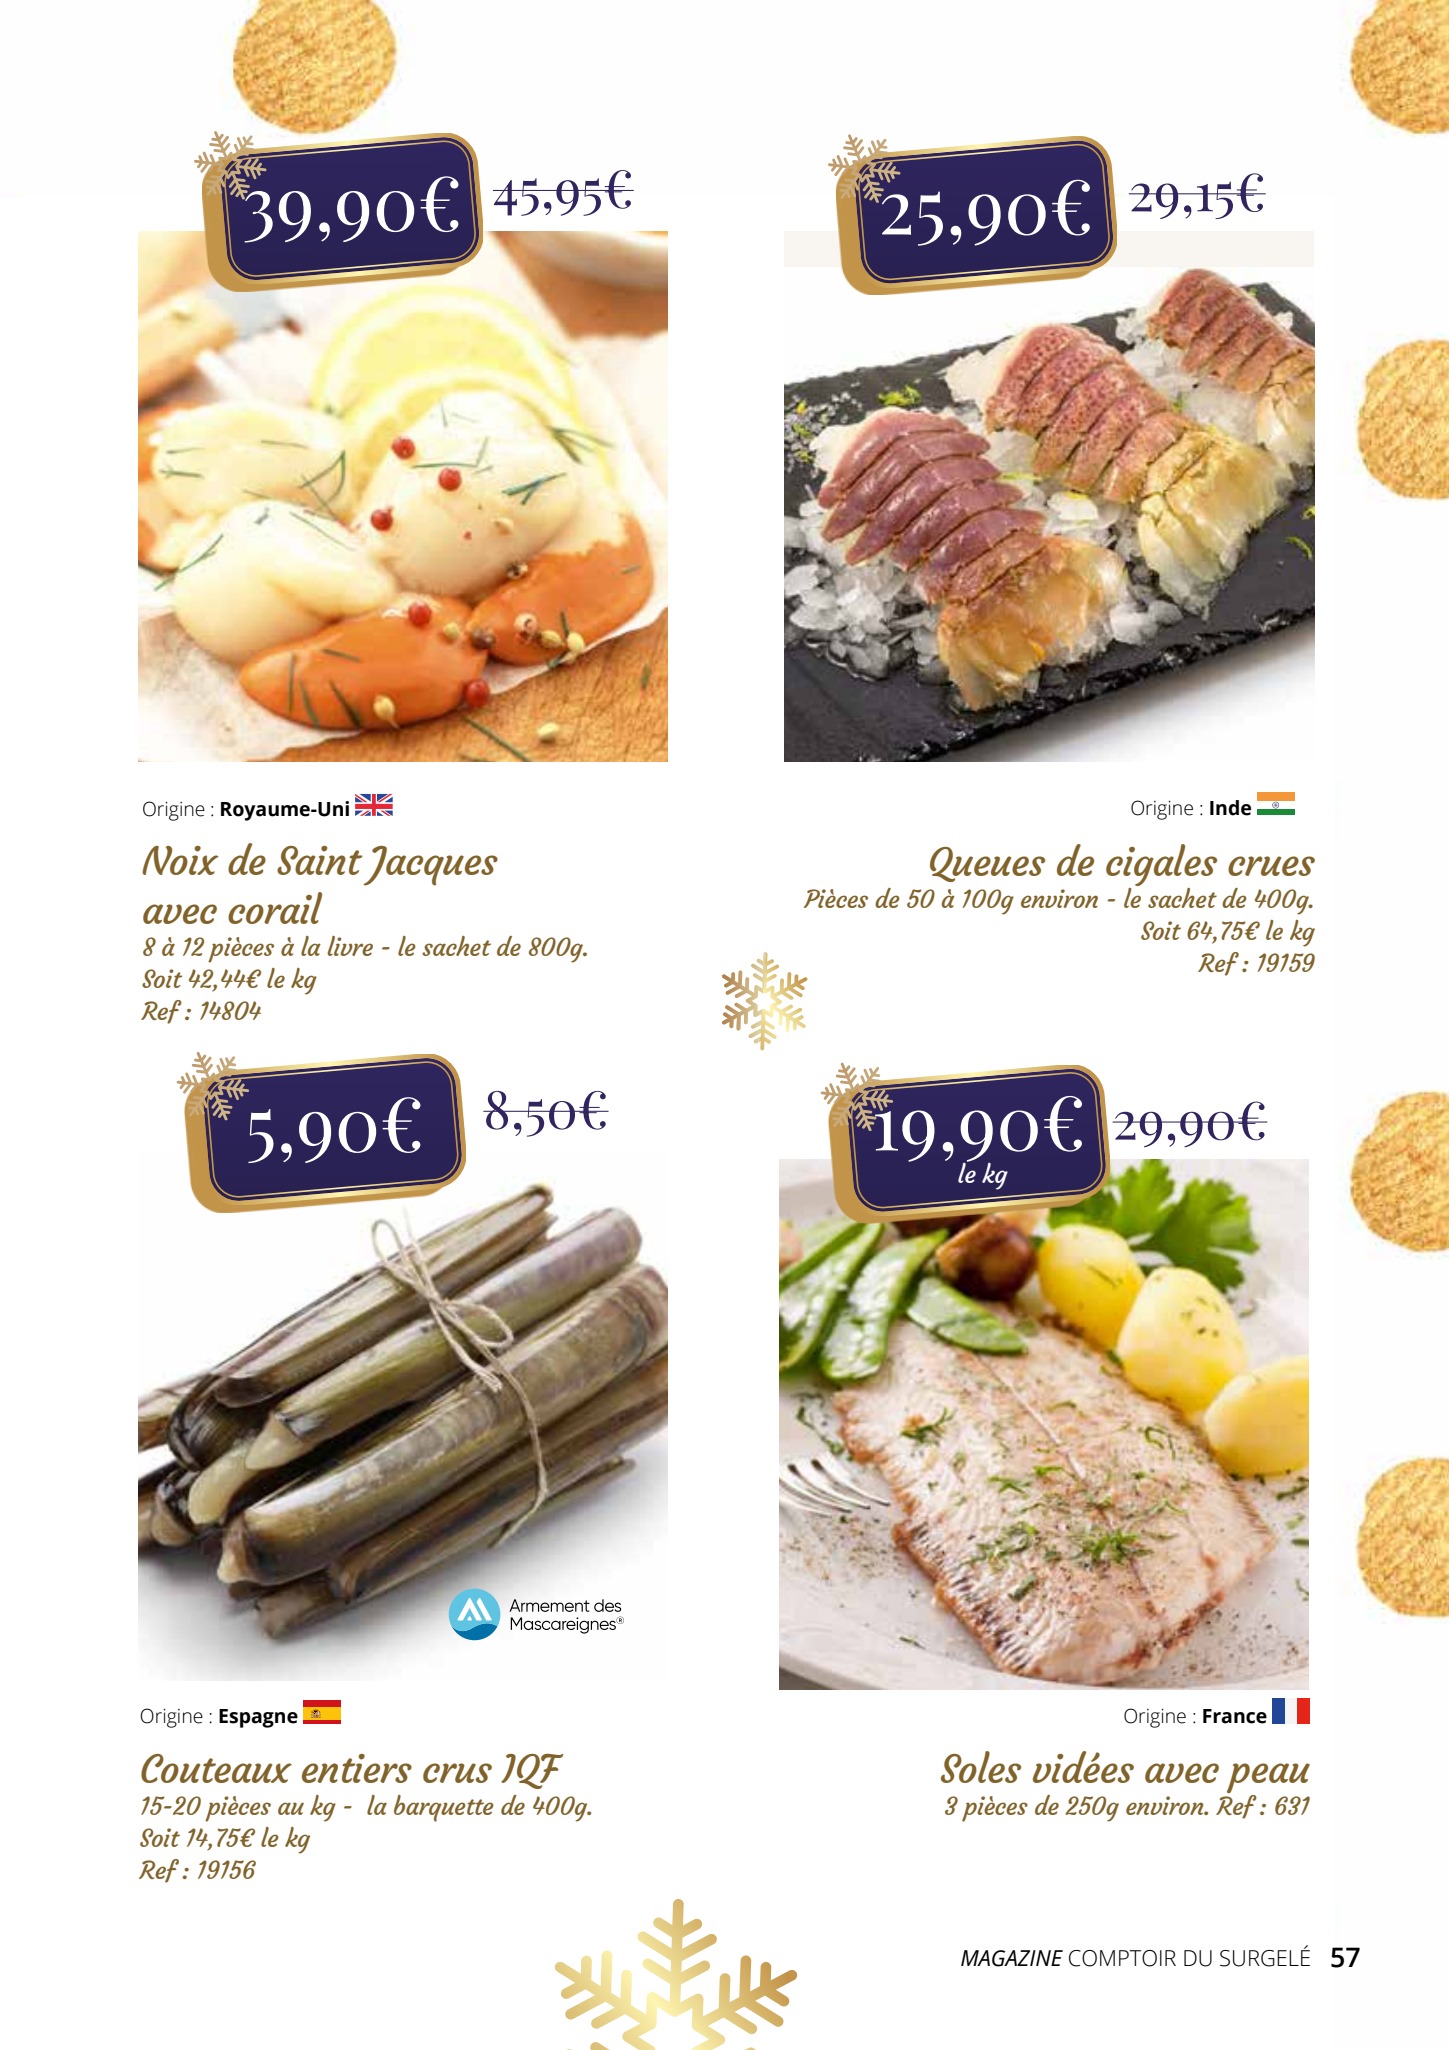 39,90€ 45,95€
25,90€ 29,15€
Origine : Royaume-Uni
Noix de Saint Jacques
avec corail
8 à 12 pièces à la livre - le sachet de 800g.
Soit 42,44€ le kg
Ref : 14804
Origine : Inde
Queues de cigales crues
Pièces de 50 à 100g environ - le sachet de 400g.
Soit 64,75€ le kg
Ref : 19159
5,90€ 8,50€
19,90€ 29,90€
le kg
Armement des
Mascareignes®
Origine : Espagne
Couteaux entiers crus IQF
15-20 pièces au kg - la barquette de 400g.
Soit 14,75€ le kg
Ref : 19156
Origine : France
Soles vidées avec peau
3 pièces de 250g environ. Ref : 631
MAGAZINE COMPTOIR DU SURGELÉ 57